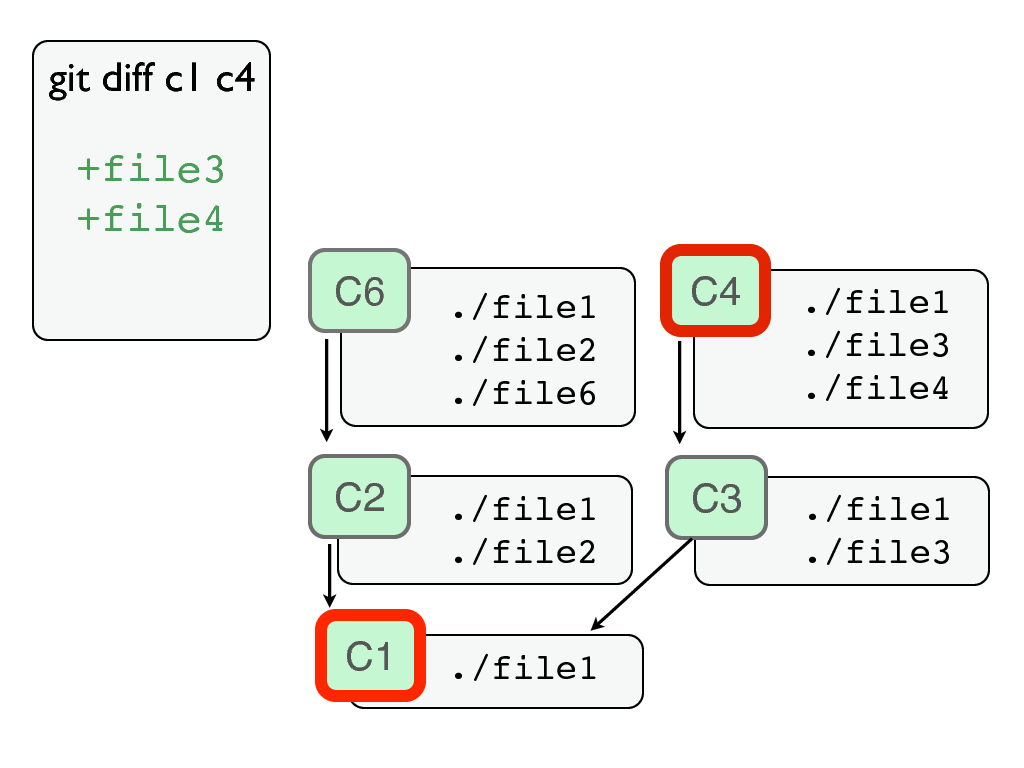 git diff c1 c4
+file3
+file4
C6
./file1
./file2
./file6
C4
./file1
./file3
./file4
C2
./file1
./file2
C3
./file1
./file3
C1
./file1